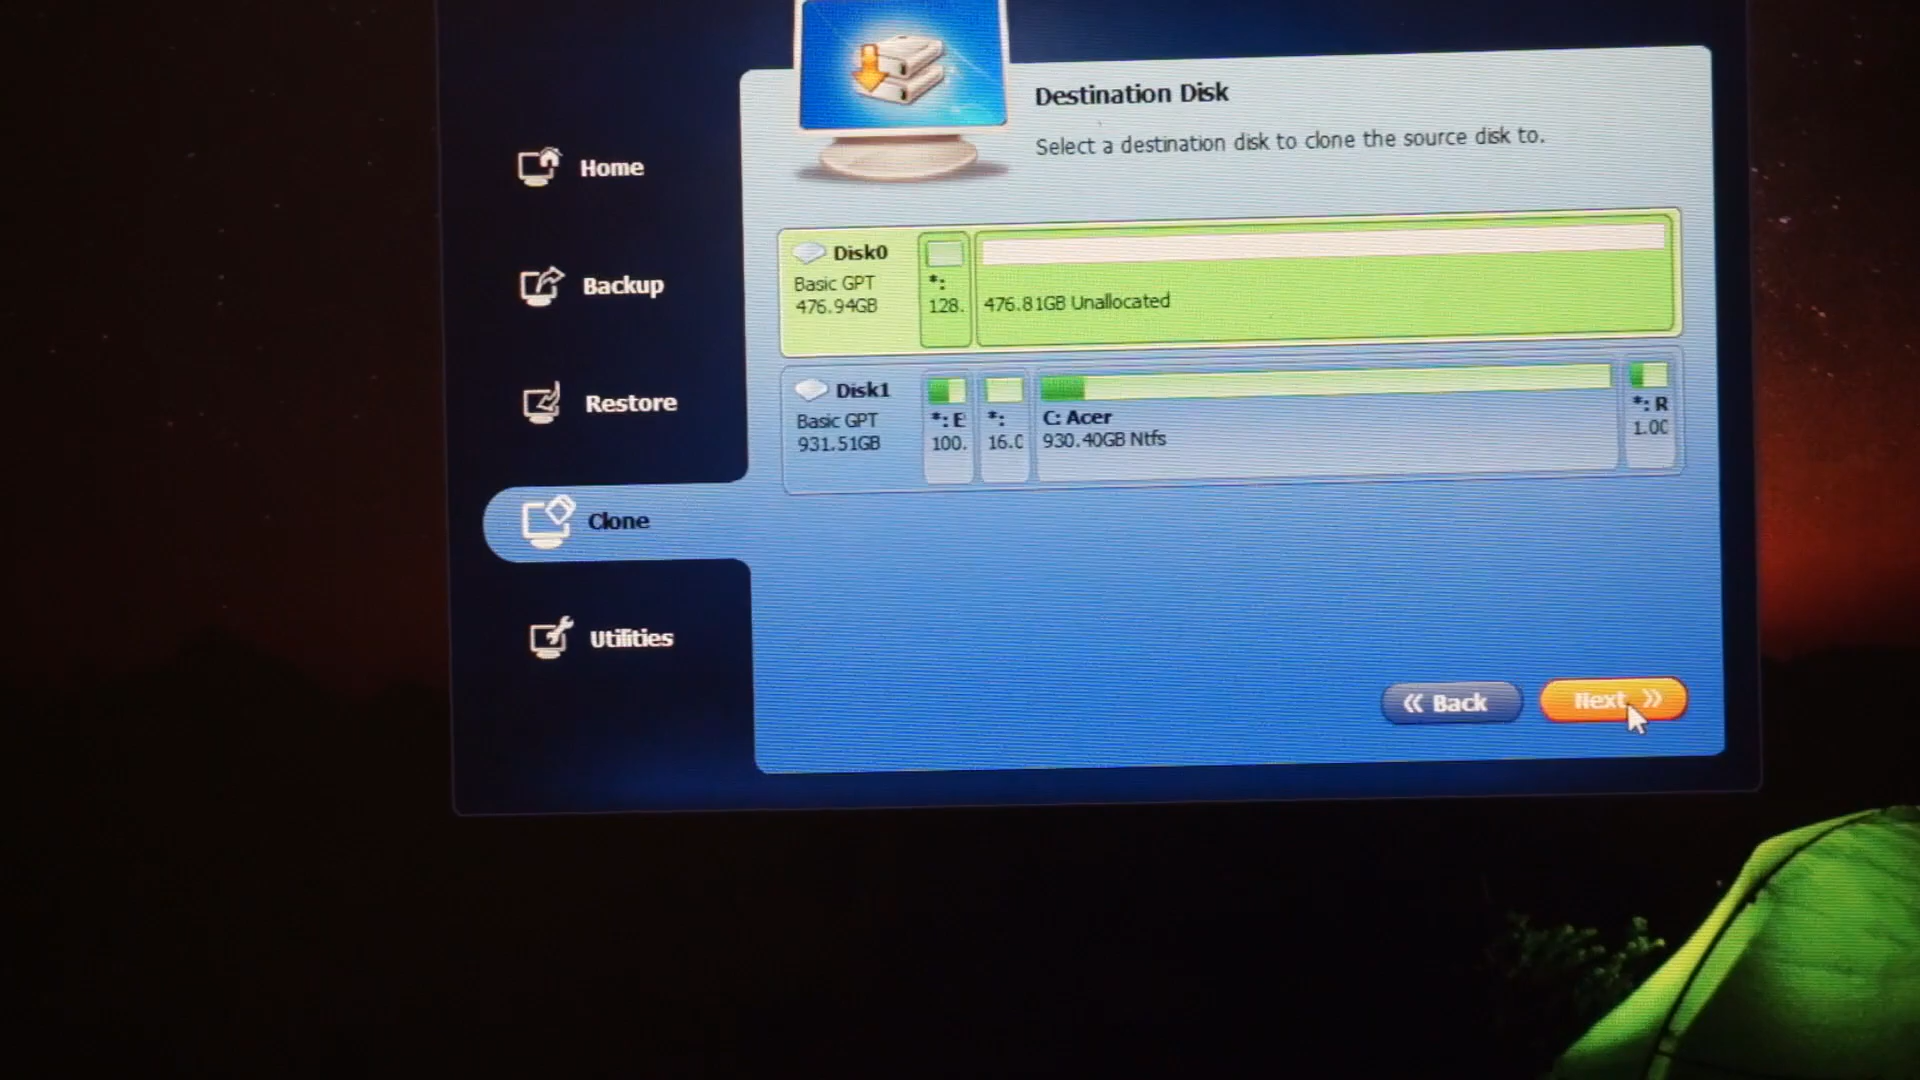 Destination Disk
Select a destination disk to clone the source disk to.
Home
Backup
Restore
Clone
Utilities
Disk0
Basic GPT
476.94GB
*:
128.
476.81GB Unallocated
Disk1
Basic GPT
931.51GB
*: E
100.
*:
16.0
C: Acer
930.40GB Ntfs
*: R
1.00
« Back
Next »